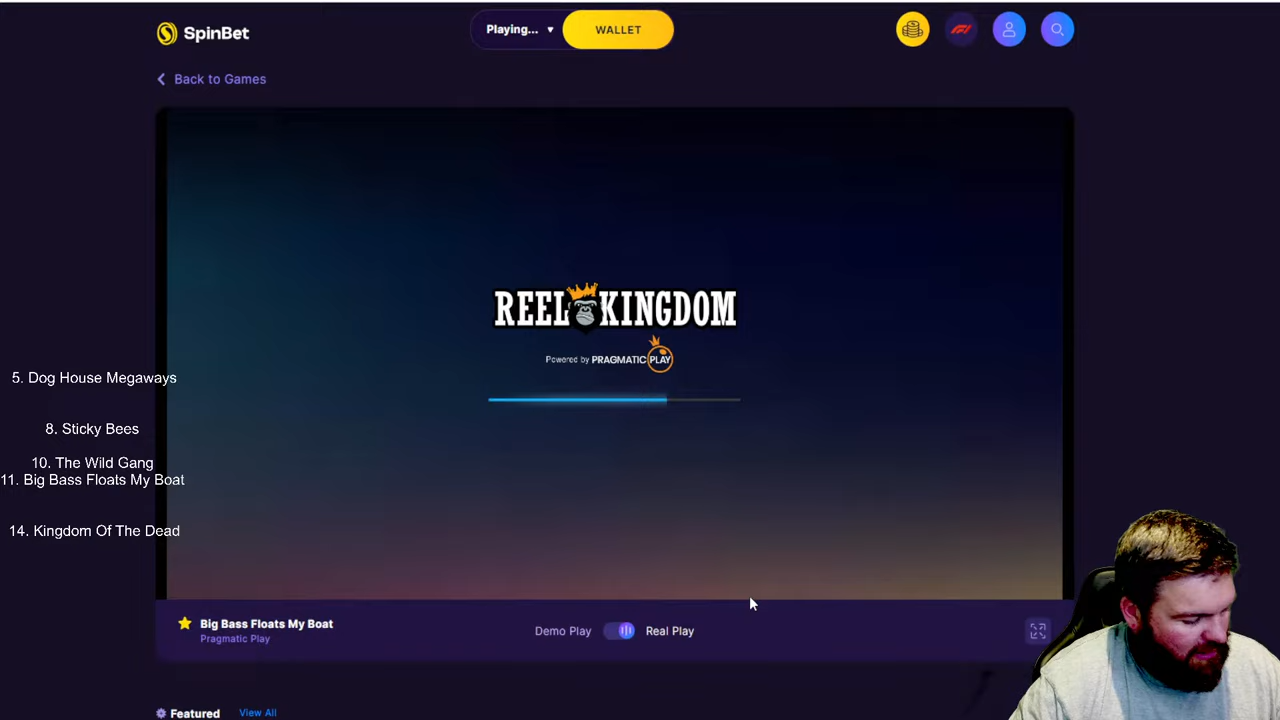 SpinBet
Playing...
WALLET
Back to Games
REEL KINGDOM
Powered by PRAGMATIC PLAY
5. Dog House Megaways
8. Sticky Bees
10. The Wild Gang
11. Big Bass Floats My Boat
14. Kingdom Of The Dead
Big Bass Floats My Boat
Pragmatic Play
Demo Play
Real Play
Featured
View All